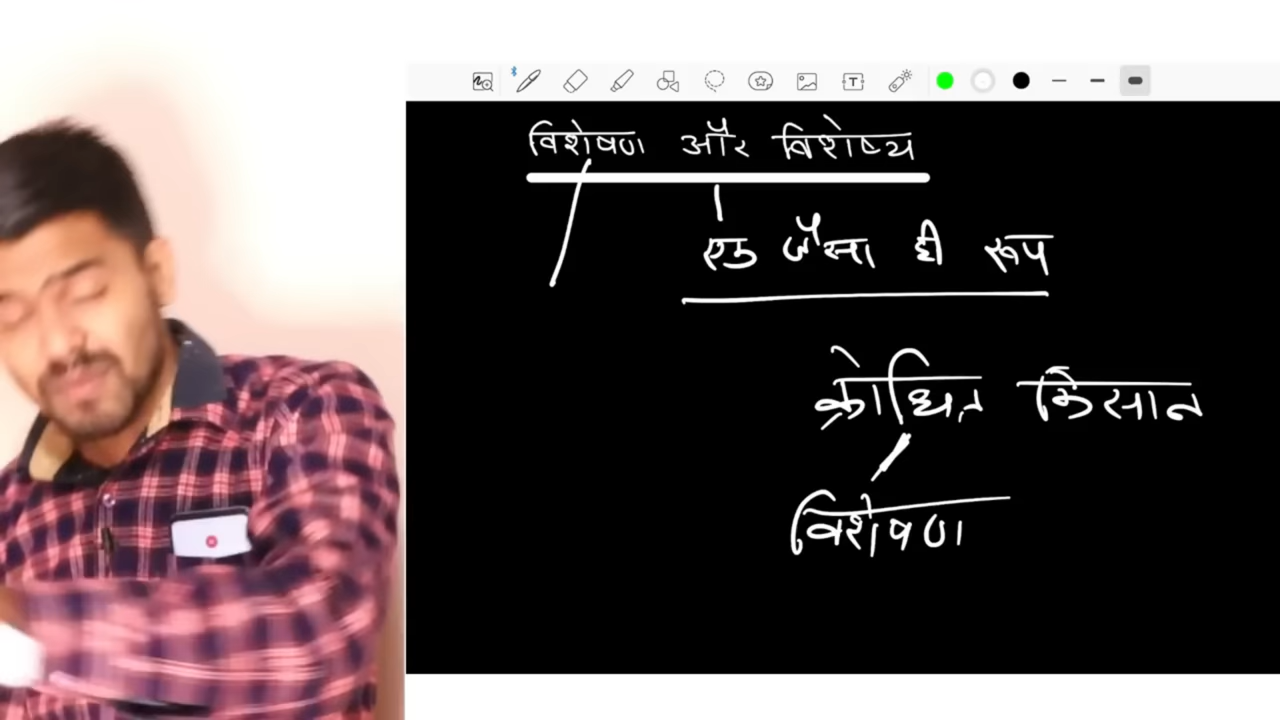 विशेषण और विशेष्य
एक जैसा ही रूप
क्रोधित किसान
विशेषण